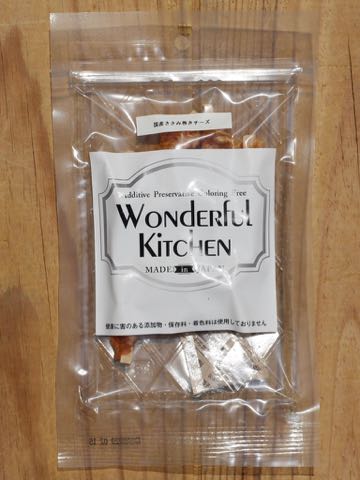 国産ささみ巻きチーズ
Additive Preservative Coloring Free
WONDERFUL
KITCHEN
MADE in JAPAN
健康に害のある添加物・保存料・着色料は使用しておりません